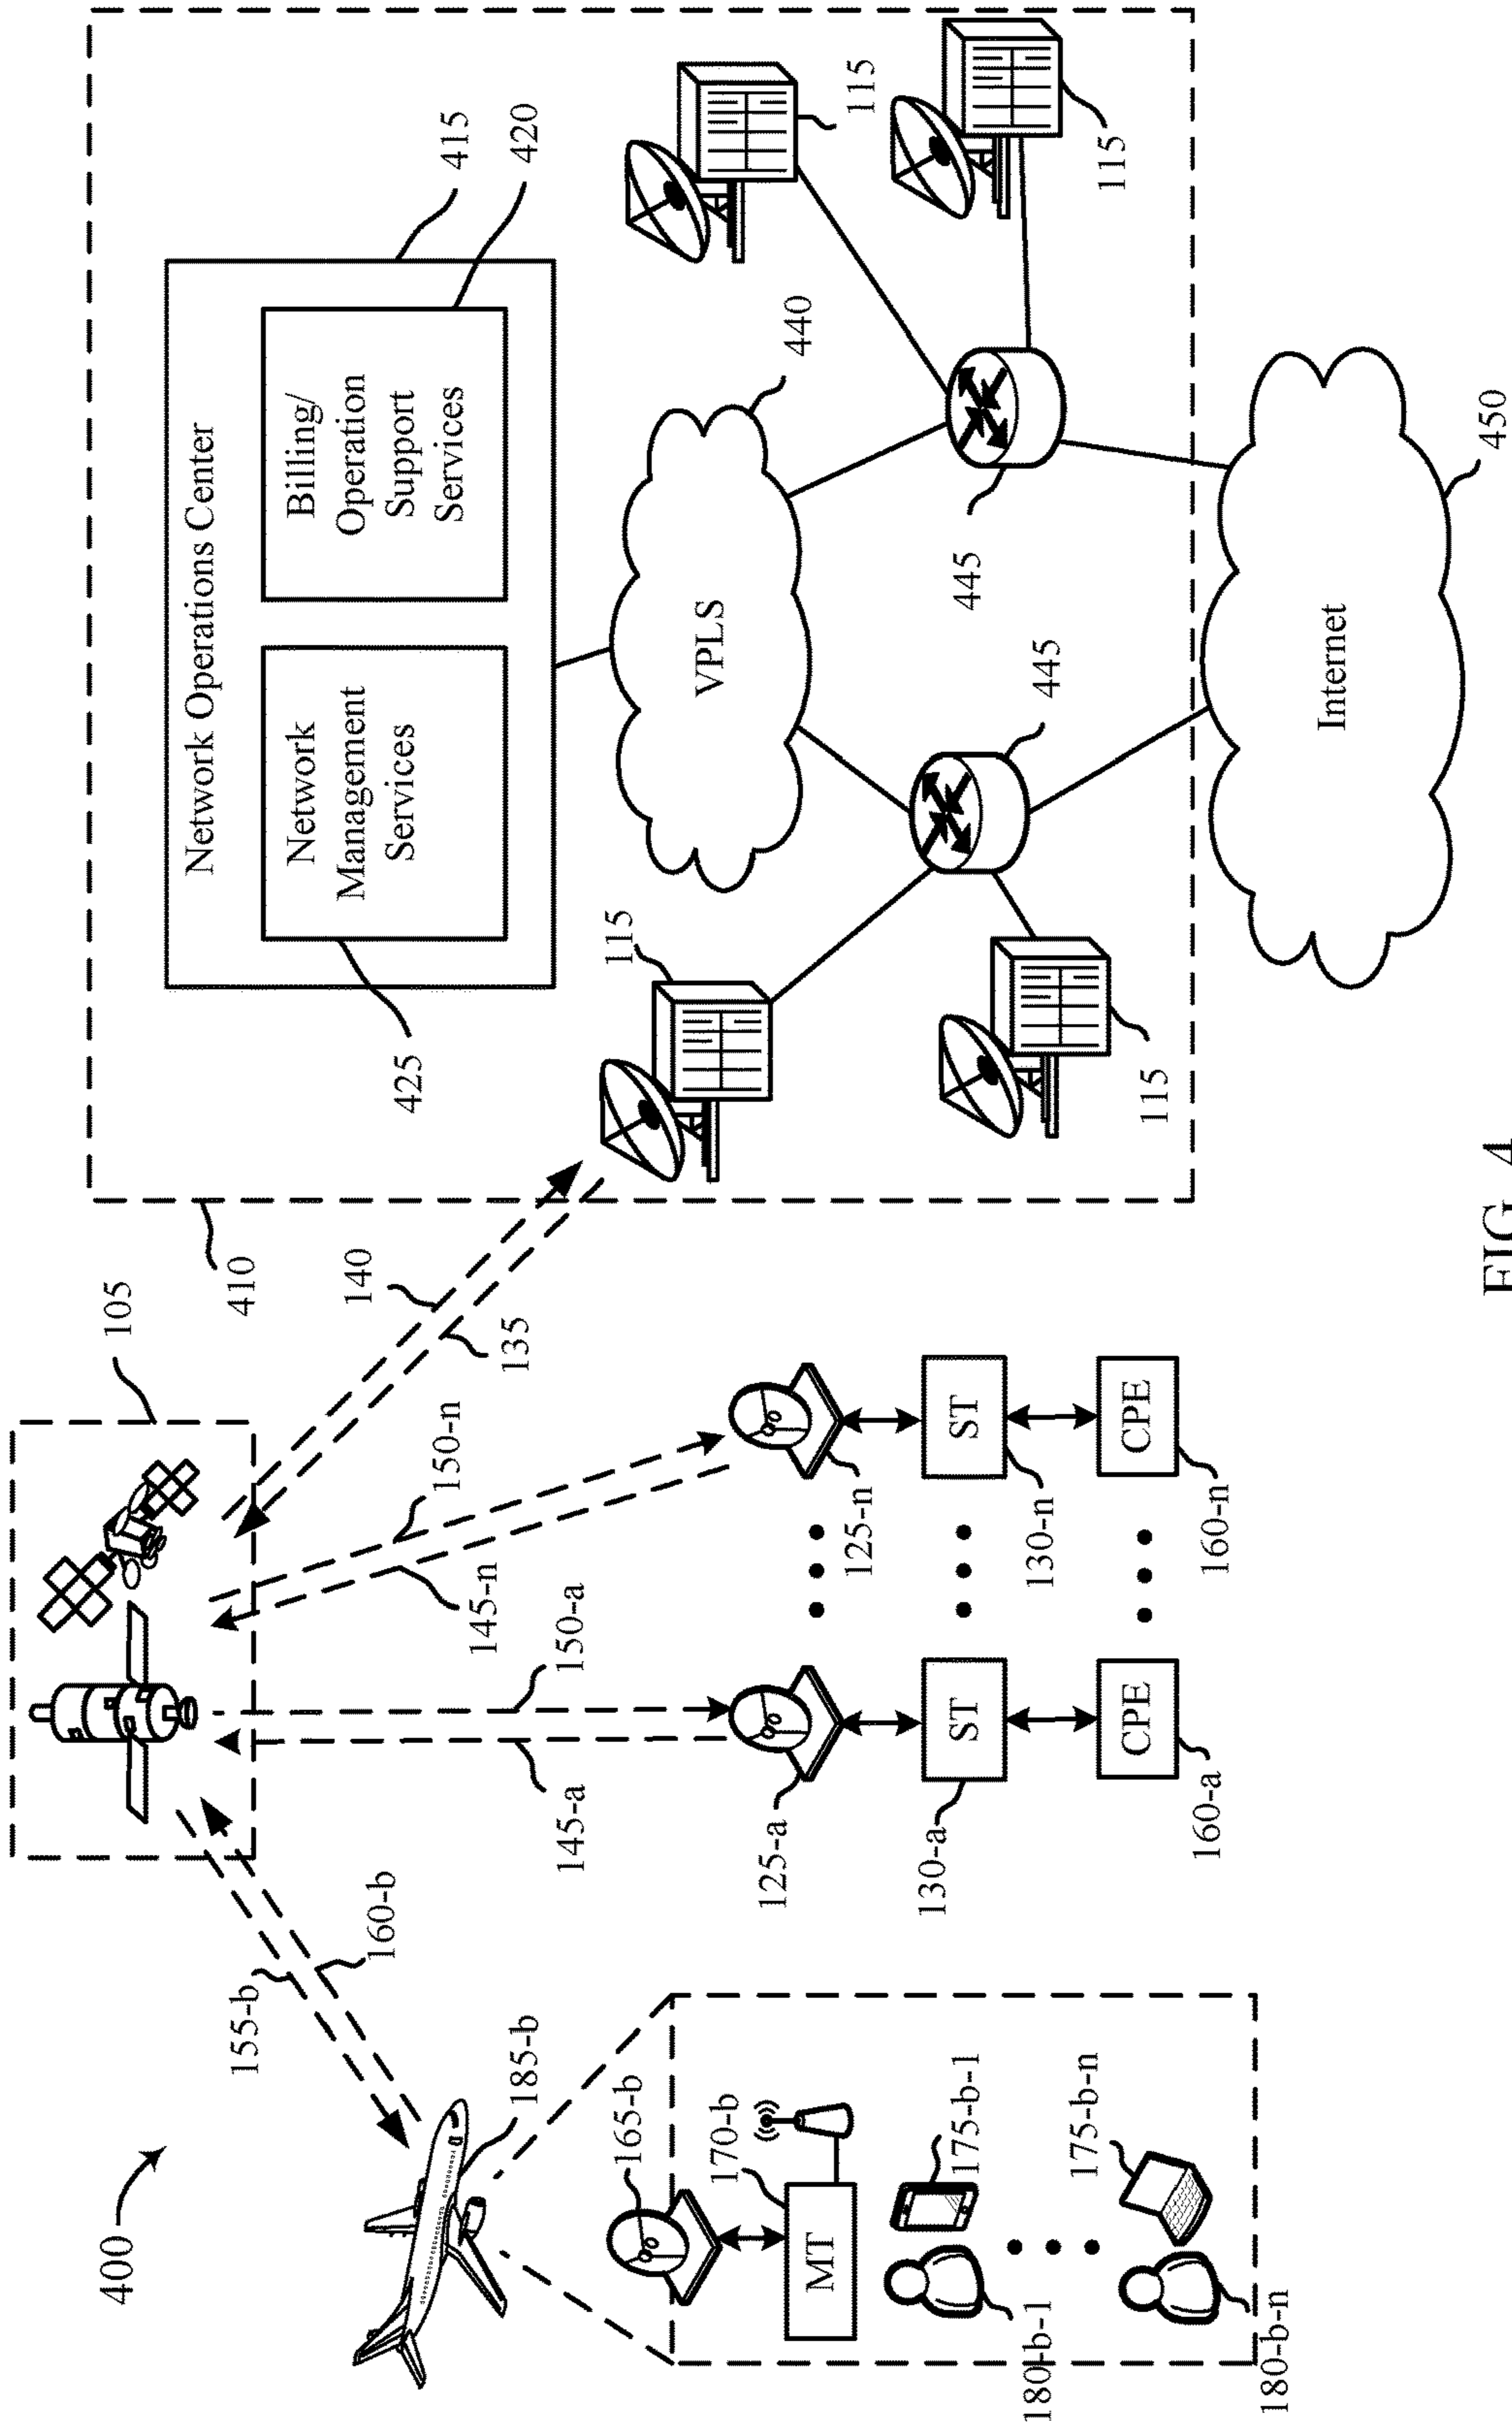 400
105
155-b
160-b
185-b
165-b
170-b
MT
175-b-1
175-b-n
180-b-1
180-b-n
145-a
150-a
145-n
150-n
140
135
125-a
125-n
ST
ST
130-a
130-n
CPE
CPE
160-a
160-n
410
Network Operations Center
415
Network
Management
Services
425
Billing/
Operation
Support
Services
420
VPLS
440
115
115
115
115
445
445
Internet
450
FIG. 4